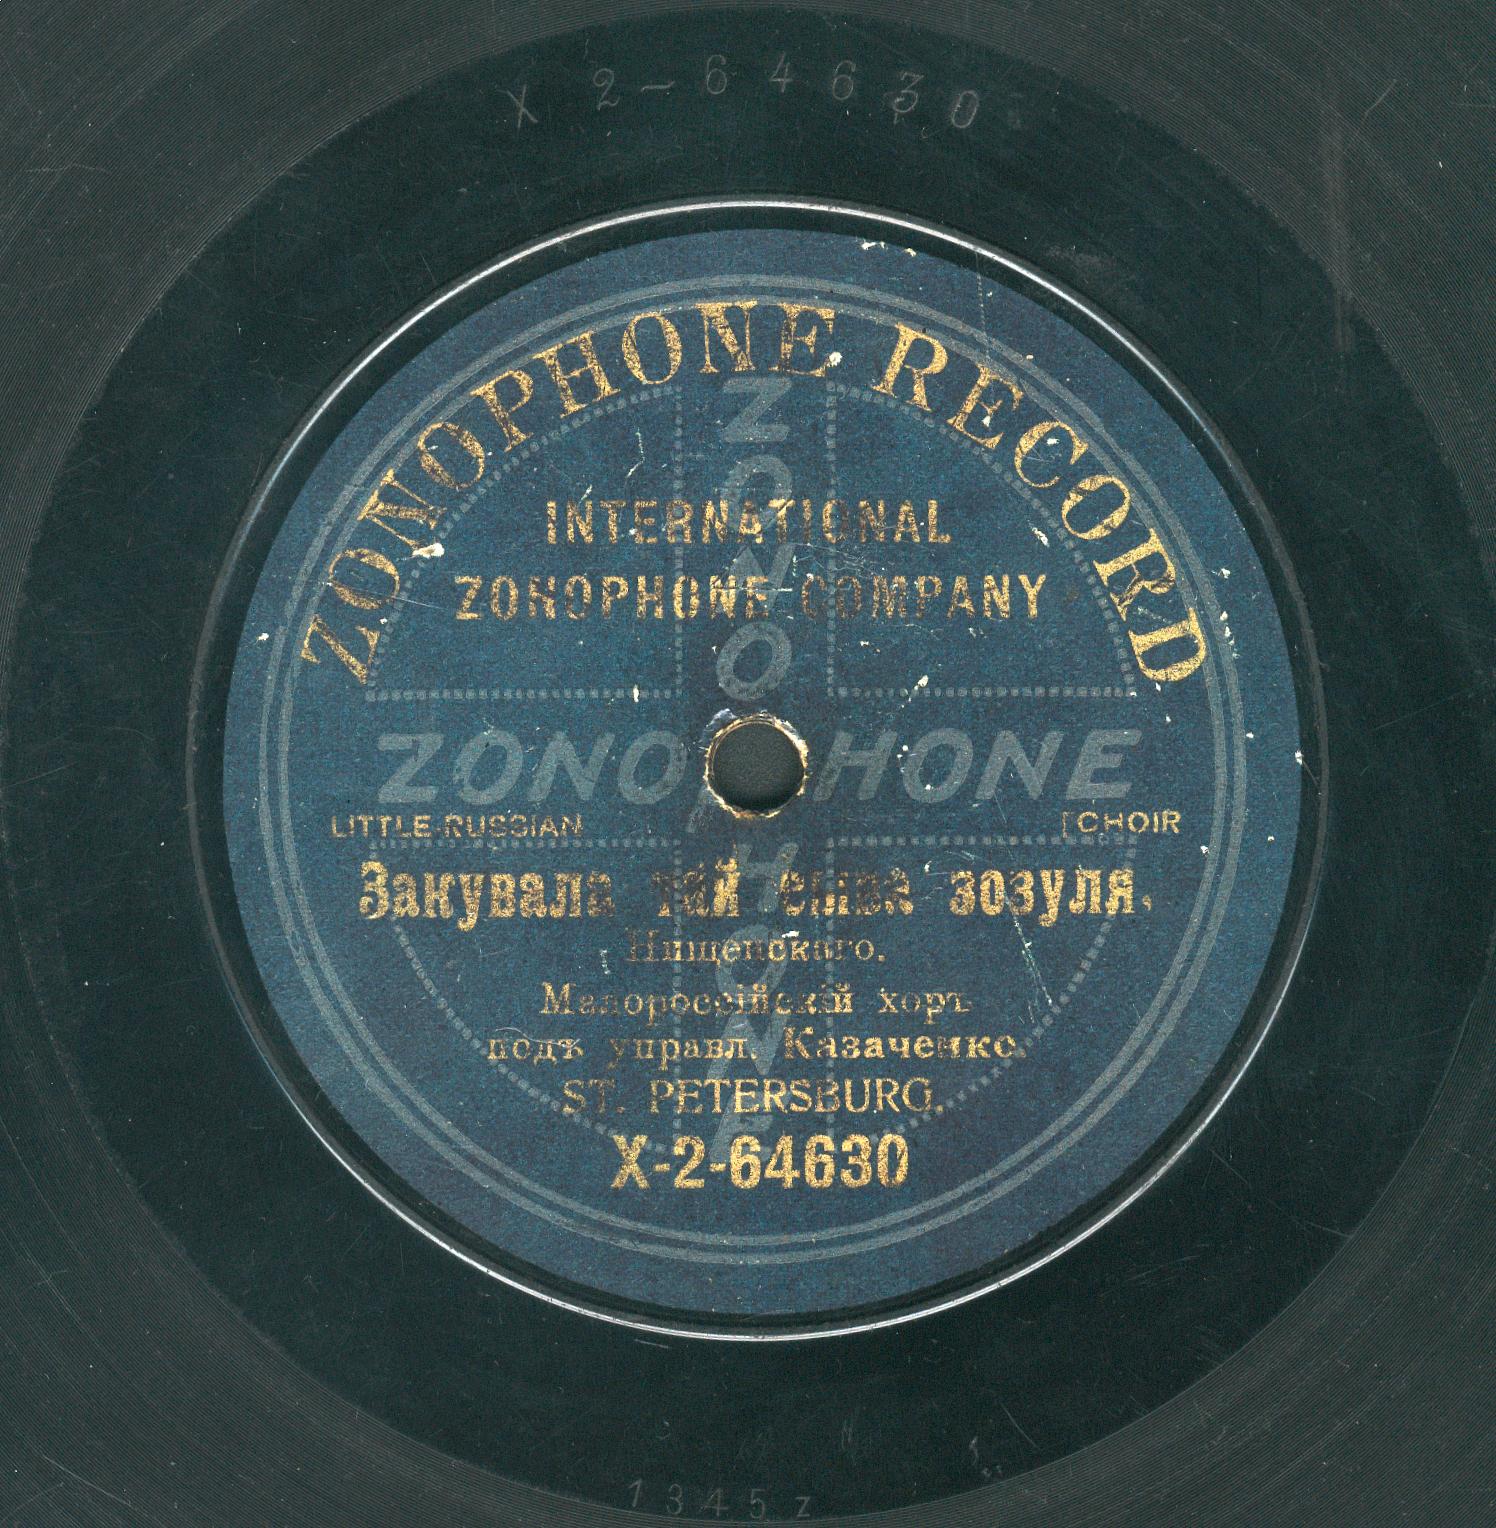 X 2-64630
ZONOPHONE RECORD
INTERNATIONAL
ZONOPHONE COMPANY
ZONOPHONE
ZONOPHONE
LITTLE-RUSSIAN [CHOIR
Закувала тай сыва зозуля,
Нищенскаго.
Малороссійскій хоръ
подъ управл. Казаченко.
ST. PETERSBURG.
X-2-64630
1345z